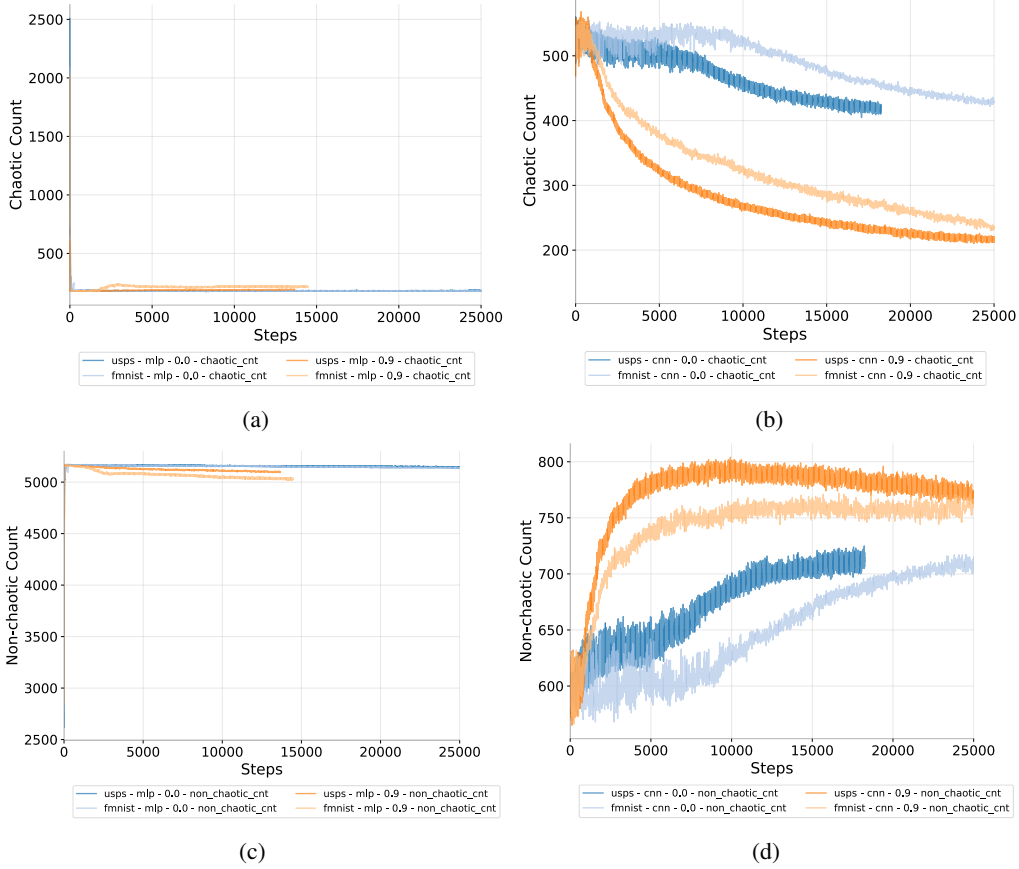 2500
2000
1500
1000
500
Chaotic Count
0 5000 10000 15000 20000 25000
Steps
usps - mlp - 0.0 - chaotic_cnt usps - mlp - 0.9 - chaotic_cnt
fmnist - mlp - 0.0 - chaotic_cnt fmnist - mlp - 0.9 - chaotic_cnt
(a)
500
400
300
200
Chaotic Count
0 5000 10000 15000 20000 25000
Steps
usps - cnn - 0.0 - chaotic_cnt usps - cnn - 0.9 - chaotic_cnt
fmnist - cnn - 0.0 - chaotic_cnt fmnist - cnn - 0.9 - chaotic_cnt
(b)
5000
4500
4000
3500
3000
2500
Non-chaotic Count
0 5000 10000 15000 20000 25000
Steps
usps - mlp - 0.0 - non_chaotic_cnt usps - mlp - 0.9 - non_chaotic_cnt
fmnist - mlp - 0.0 - non_chaotic_cnt fmnist - mlp - 0.9 - non_chaotic_cnt
(c)
800
750
700
650
600
Non-chaotic Count
0 5000 10000 15000 20000 25000
Steps
usps - cnn - 0.0 - non_chaotic_cnt usps - cnn - 0.9 - non_chaotic_cnt
fmnist - cnn - 0.0 - non_chaotic_cnt fmnist - cnn - 0.9 - non_chaotic_cnt
(d)